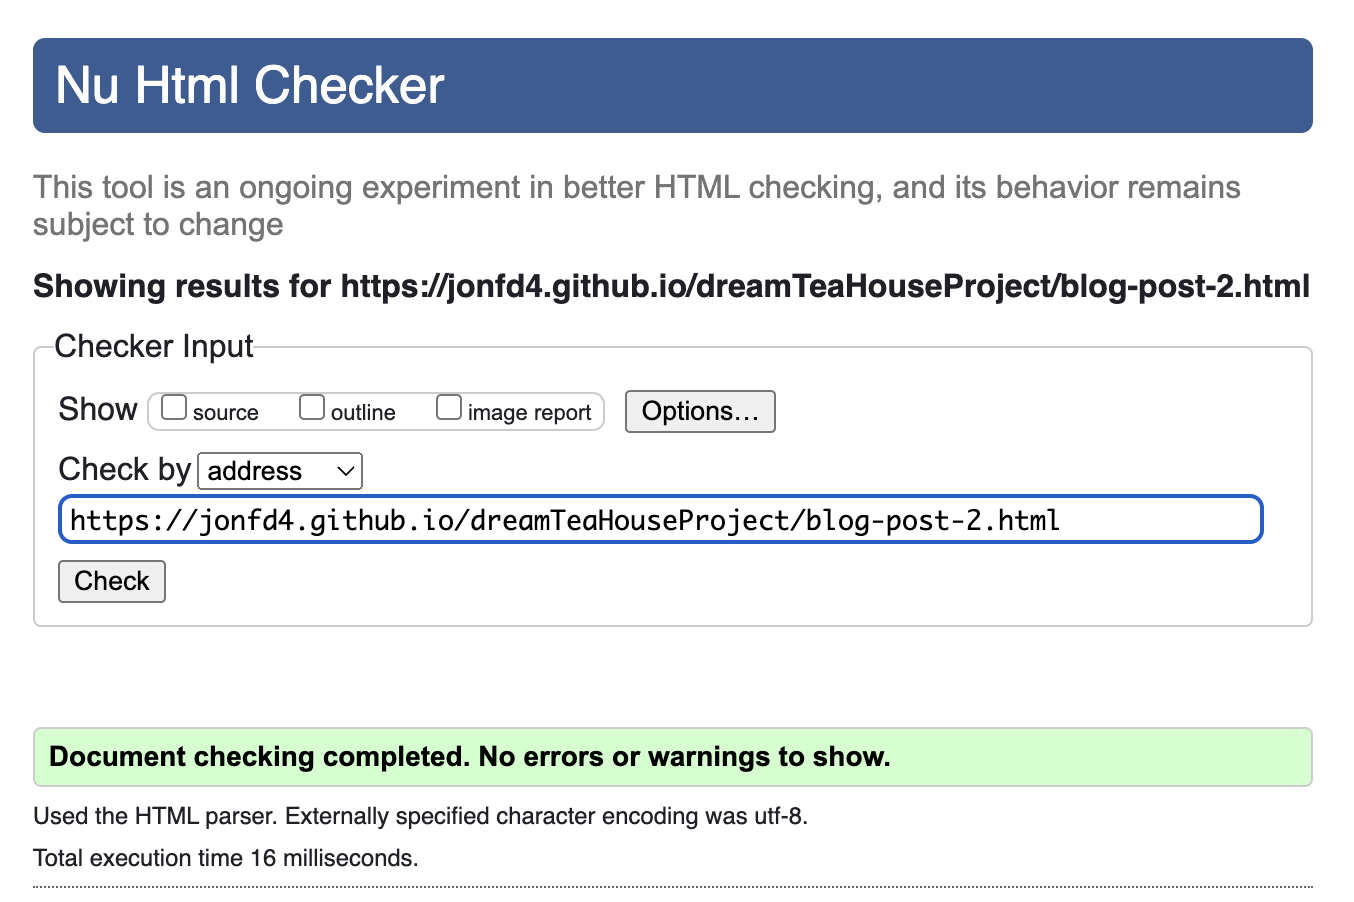 Nu Html Checker
This tool is an ongoing experiment in better HTML checking, and its behavior remains
subject to change
Showing results for https://jonfd4.github.io/dreamTeaHouseProject/blog-post-2.html
Checker Input
Show source outline image report Options…
Check by address
https://jonfd4.github.io/dreamTeaHouseProject/blog-post-2.html
Check
Document checking completed. No errors or warnings to show.
Used the HTML parser. Externally specified character encoding was utf-8.
Total execution time 16 milliseconds.